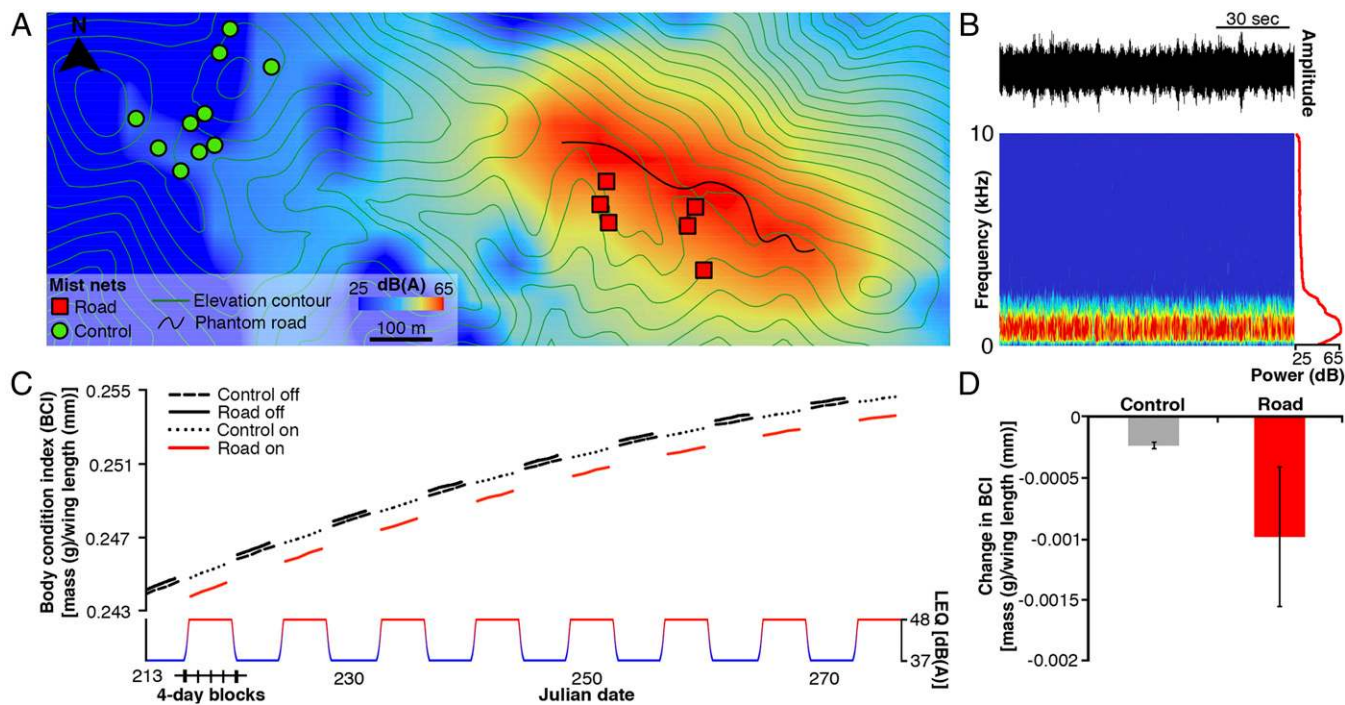 A
N
Mist nets
Road
Control
Elevation contour
Phantom road
25 dB(A) 65
100 m
B
30 sec
Amplitude
10
Frequency (kHz)
0
25 65
Power (dB)
C
Body condition index (BCI)
[mass (g)/wing length (mm)]
0.255
0.251
0.247
0.243
Control off
Road off
Control on
Road on
48
37
LEQ [dB(A)]
213 230 250 270
4-day blocks
Julian date
D
Control Road
Change in BCI
[mass (g)/wing length (mm)]
0
-0.0005
-0.001
-0.0015
-0.002